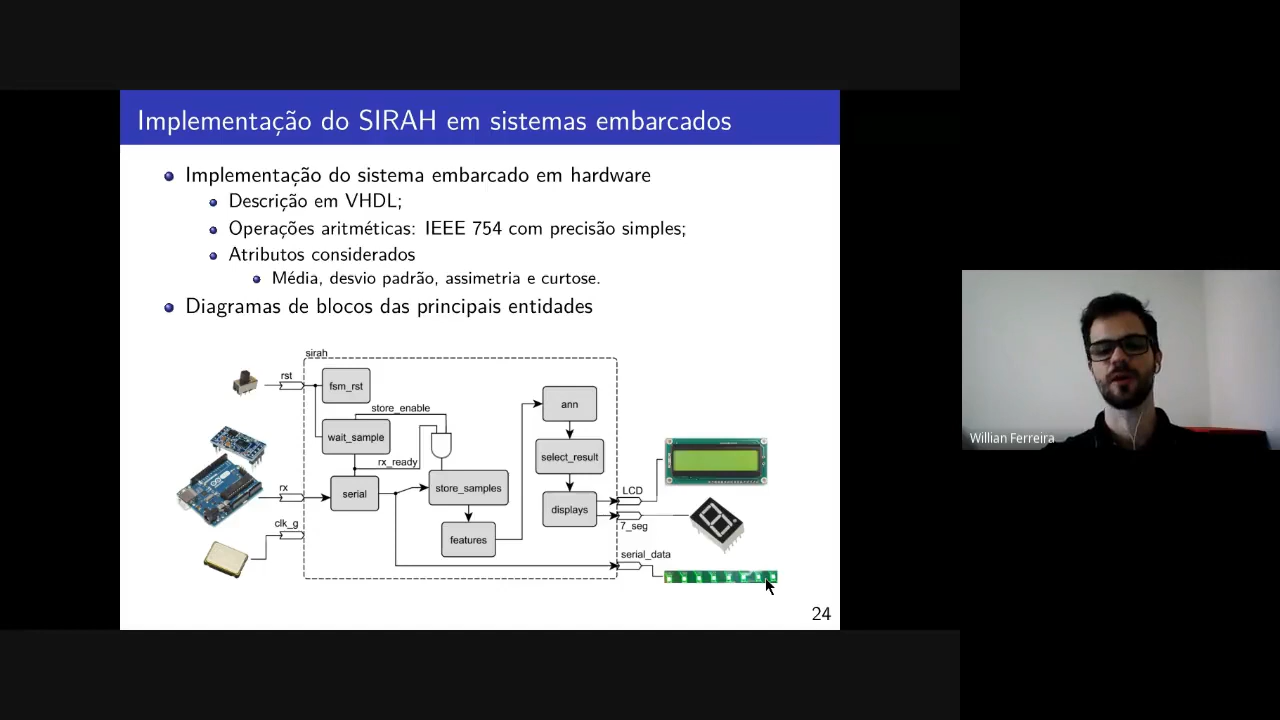 Implementação do SIRAH em sistemas embarcados
Implementação do sistema embarcado em hardware
Descrição em VHDL;
Operações aritméticas: IEEE 754 com precisão simples;
Atributos considerados
Média, desvio padrão, assimetria e curtose.
Diagramas de blocos das principais entidades
sirah
rst
fsm_rst
store_enable
wait_sample
rx_ready
rx
serial
clk_g
store_samples
features
ann
select_result
displays
LCD
7_seg
serial_data
24
Willian Ferreira